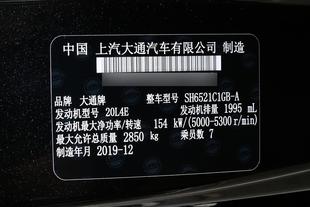 中国 上汽大通汽车有限公司 制造
品牌 大通牌 整车型号 SH6521C1GB-A
发动机型号 20L4E 发动机排量 1995 mL
发动机最大净功率/转速 154 kW/(5000-5300 r/min)
最大允许总质量 2850 kg 乘员数 7
制造年月 2019-12